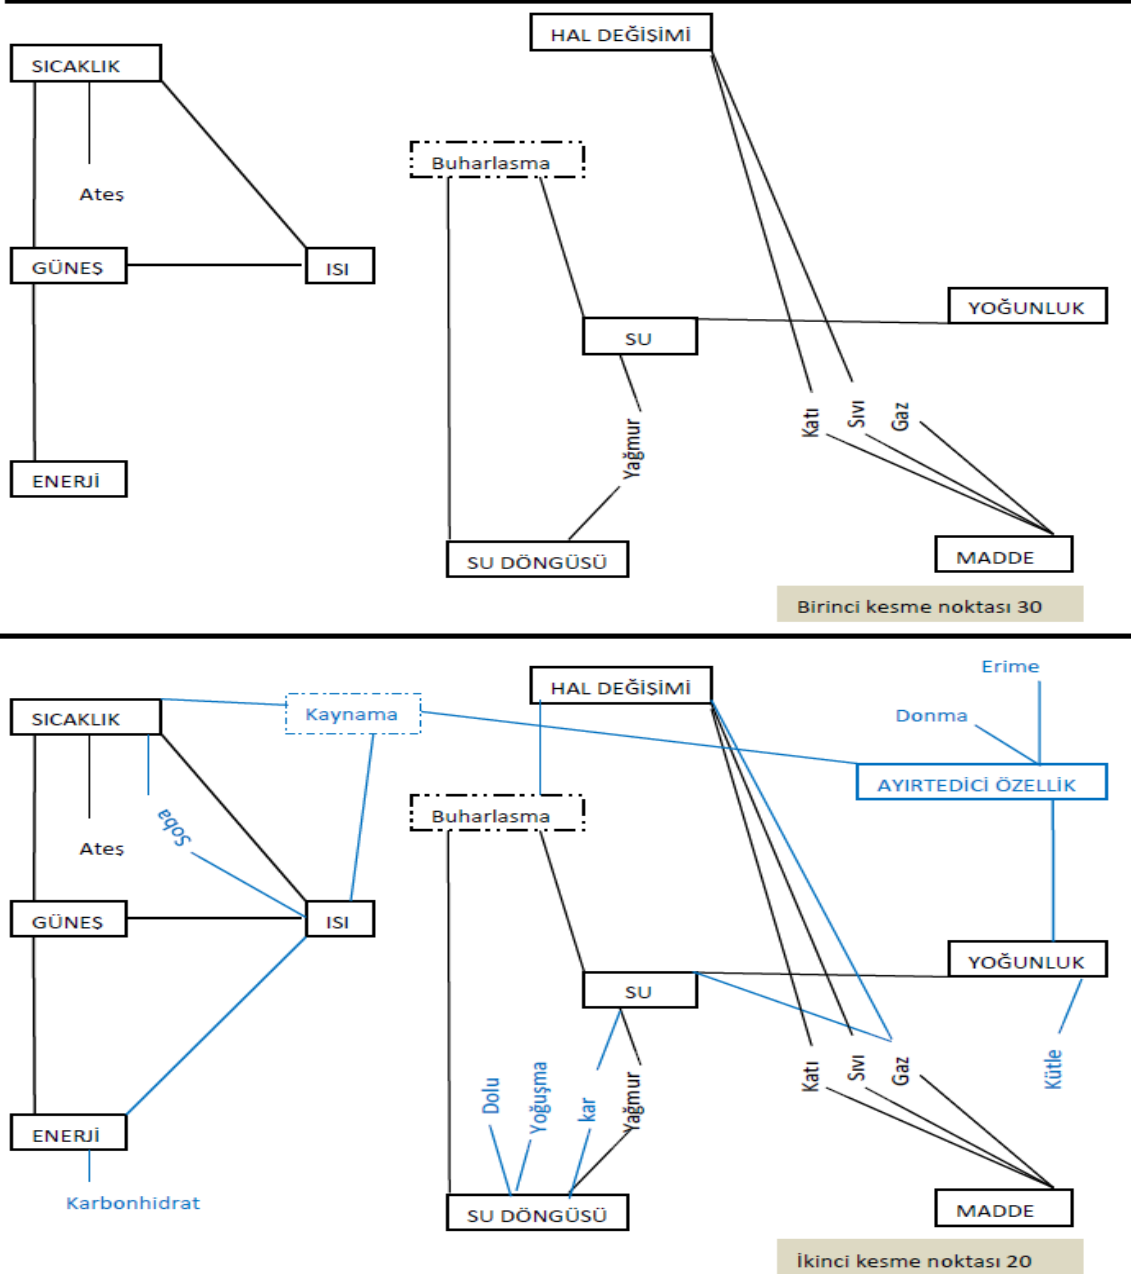 HAL DEĞİŞİMİ
SICAKLIK
Buharlasma
Ateş
GÜNEŞ
ISI
YOĞUNLUK
SU
Katı
Sıvı
Gaz
Yağmur
ENERJİ
SU DÖNGÜSÜ
MADDE
Birinci kesme noktası 30
Erime
HAL DEĞİŞİMİ
SICAKLIK
Kaynama
Donma
AYIRTEDİCİ ÖZELLİK
Buharlasma
Soba
Ateş
GÜNEŞ
ISI
YOĞUNLUK
SU
Katı
Sıvı
Gaz
Kütle
Dolu
Yoğuşma
kar
Yağmur
ENERJİ
Karbonhidrat
SU DÖNGÜSÜ
MADDE
İkinci kesme noktası 20